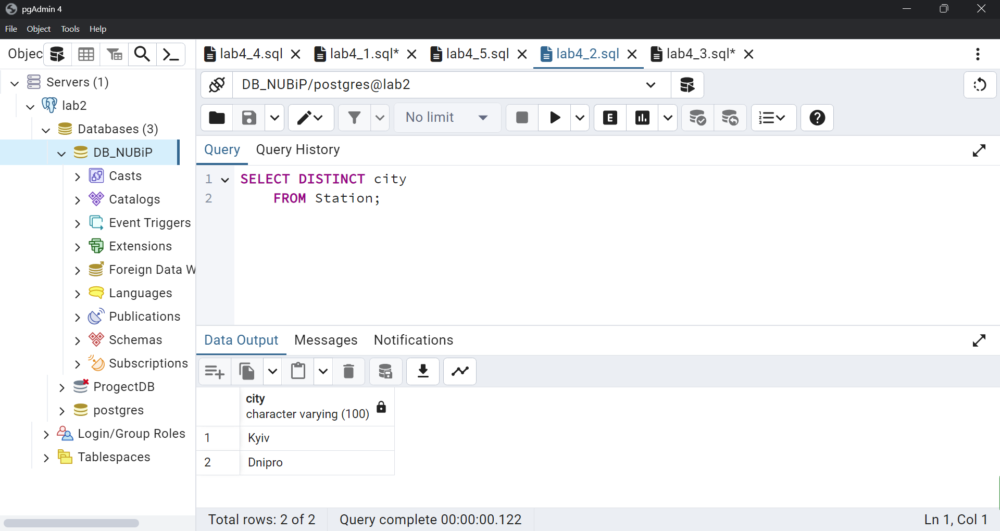 pgAdmin 4
File Object Tools Help
Objec
lab4_4.sql lab4_1.sql* lab4_5.sql lab4_2.sql lab4_3.sql*
Servers (1)
lab2
Databases (3)
DB_NUBiP
Casts
Catalogs
Event Triggers
Extensions
Foreign Data W
Languages
Publications
Schemas
Subscriptions
ProgectDB
postgres
Login/Group Roles
Tablespaces
DB_NUBiP/postgres@lab2
No limit
E
Query Query History
1 SELECT DISTINCT city
2 FROM Station;
Data Output Messages Notifications
city
character varying (100)
1 Kyiv
2 Dnipro
Total rows: 2 of 2 Query complete 00:00:00.122 Ln 1, Col 1